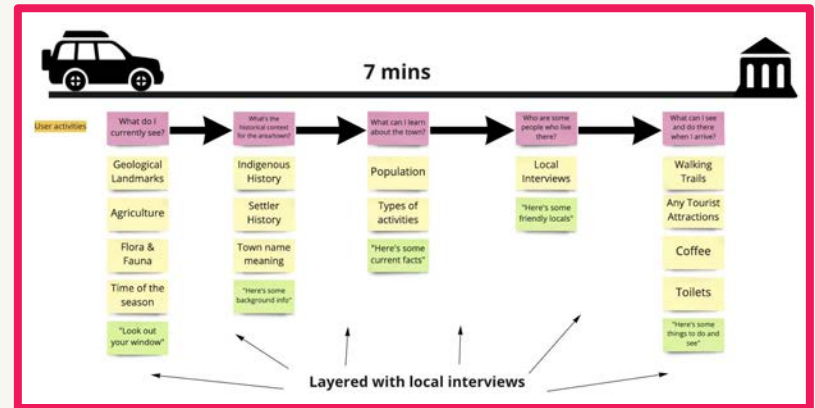 7 mins
User activities
What do I
currently see?
What's the
historical context
for the area/town?
What can I learn
about the town?
Who are some
people who live
there?
What can I see
and do there
when I arrive?
Geological
Landmarks
Agriculture
Flora &
Fauna
Time of the
season
"Look out
your window"
Indigenous
History
Settler
History
Town name
meaning
"Here's some
background info"
Population
Types of
activities
"Here's some
current facts"
Local
Interviews
"Here's some
friendly locals"
Walking
Trails
Any Tourist
Attractions
Coffee
Toilets
"Here's some
things to do and
see"
Layered with local interviews